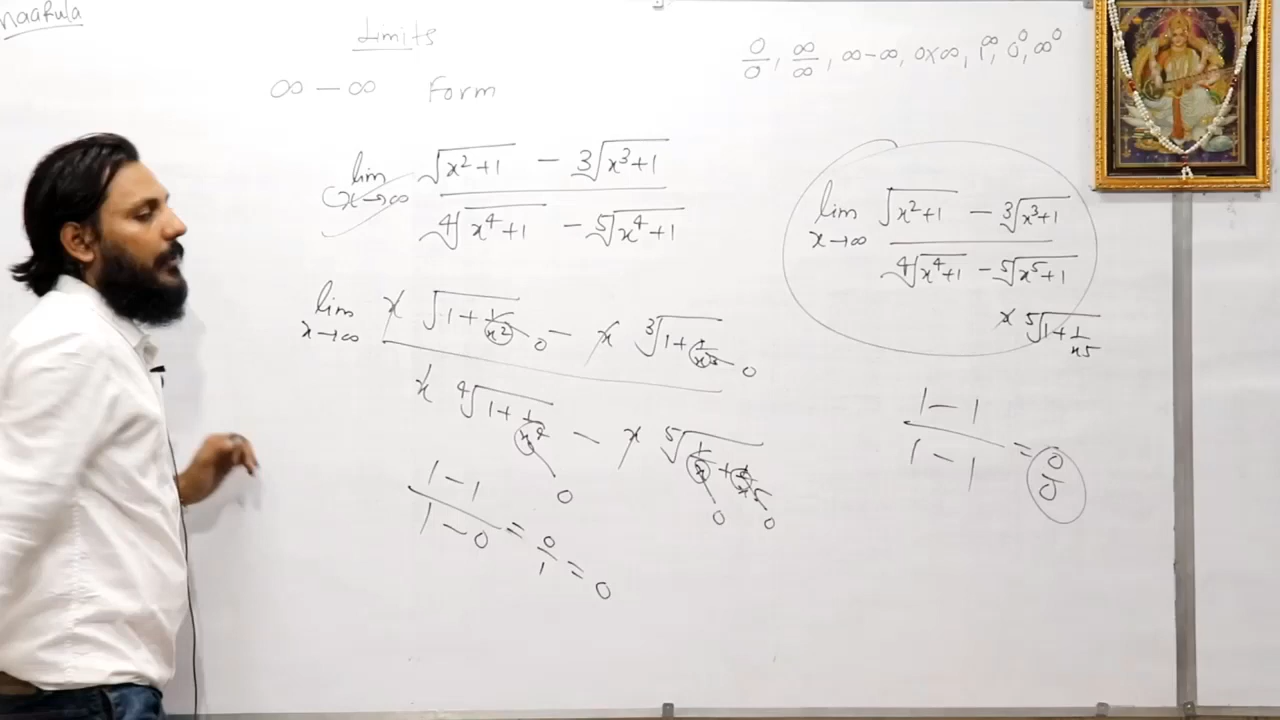 Limits
0/0, ∞/∞, ∞-∞, 0×∞, 1^∞, 0^0, ∞^0
∞ - ∞ Form
lim x→∞ (√(x²+1) - ³√(x³+1)) / (⁴√(x⁴+1) - ⁵√(x⁴+1))
lim x→∞ (x √(1+1/x²) 0 - x ³√(1+1/x³) 0) / (x ⁴√(1+1/x⁴) 0 - x ⁵√(1/x+1/x⁵) 0 0)
(1-1)/(1-0) = 0/1 = 0
lim x→∞ (√(x²+1) - ³√(x³+1)) / (⁴√(x⁴+1) - ⁵√(x⁵+1))
x ⁵√(1+1/x5)
(1-1)/(1-1) = 0/0